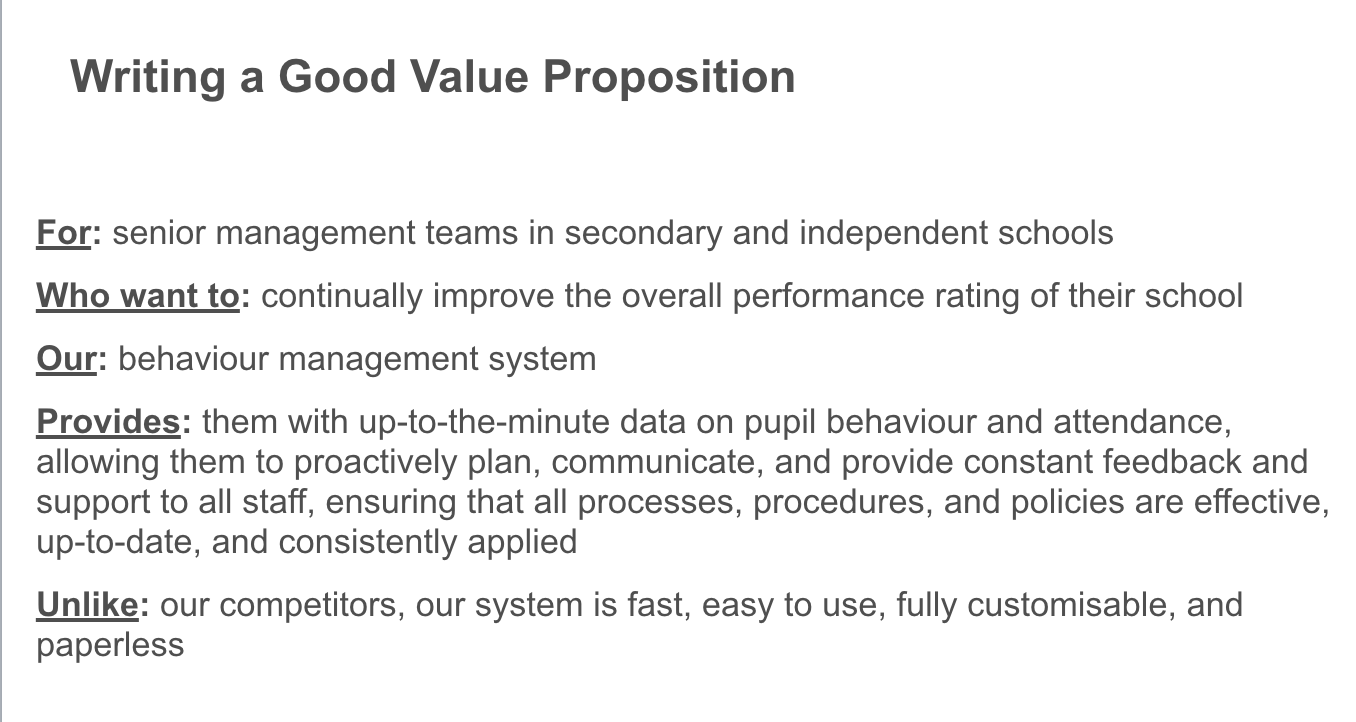 Writing a Good Value Proposition
For: senior management teams in secondary and independent schools
Who want to: continually improve the overall performance rating of their school
Our: behaviour management system
Provides: them with up-to-the-minute data on pupil behaviour and attendance,
allowing them to proactively plan, communicate, and provide constant feedback and
support to all staff, ensuring that all processes, procedures, and policies are effective,
up-to-date, and consistently applied
Unlike: our competitors, our system is fast, easy to use, fully customisable, and
paperless